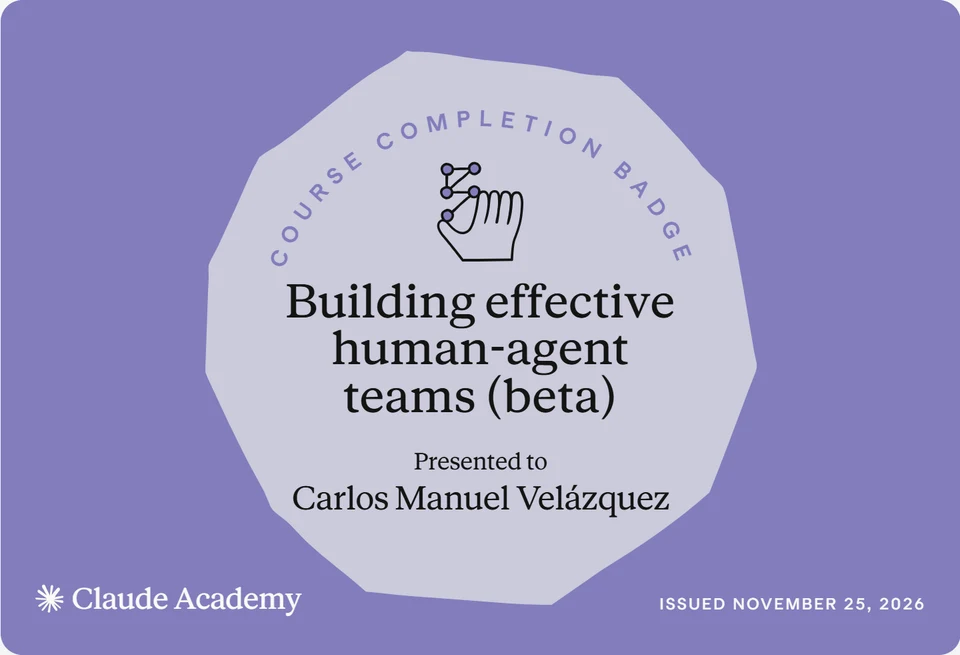 COURSE COMPLETION BADGE
Building effective
human-agent
teams (beta)
Presented to
Carlos Manuel Velázquez
Claude Academy
ISSUED NOVEMBER 25, 2026